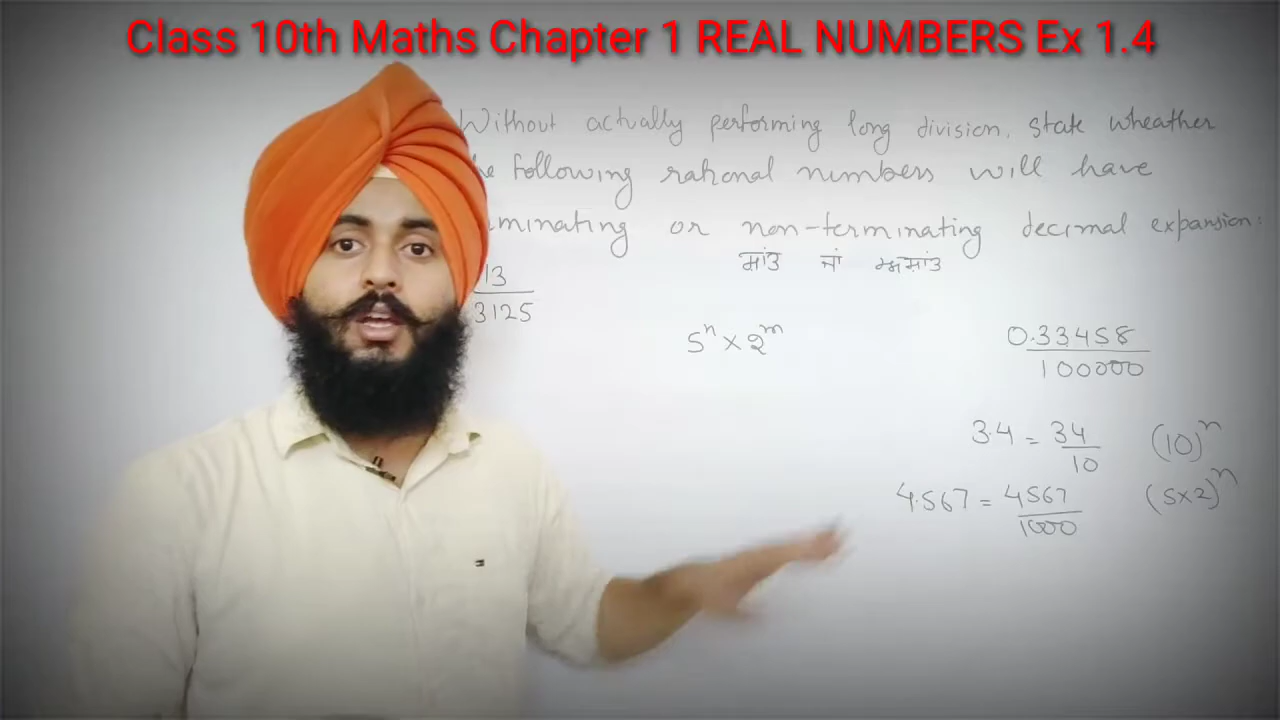 Class 10th Maths Chapter 1 REAL NUMBERS Ex 1.4
Without actually performing long division, state wheather
he following rational numbers will have
minating or non-terminating decimal expansion:
ਸਾਂਤ ਜਾਂ ਅਸਾਂਤ
13
3125
5ⁿ × 2ᵐ
0.33458
100000
3.4 = 34/10 (10)ⁿ
4.567 = 4567/1000 (5×2)ⁿ